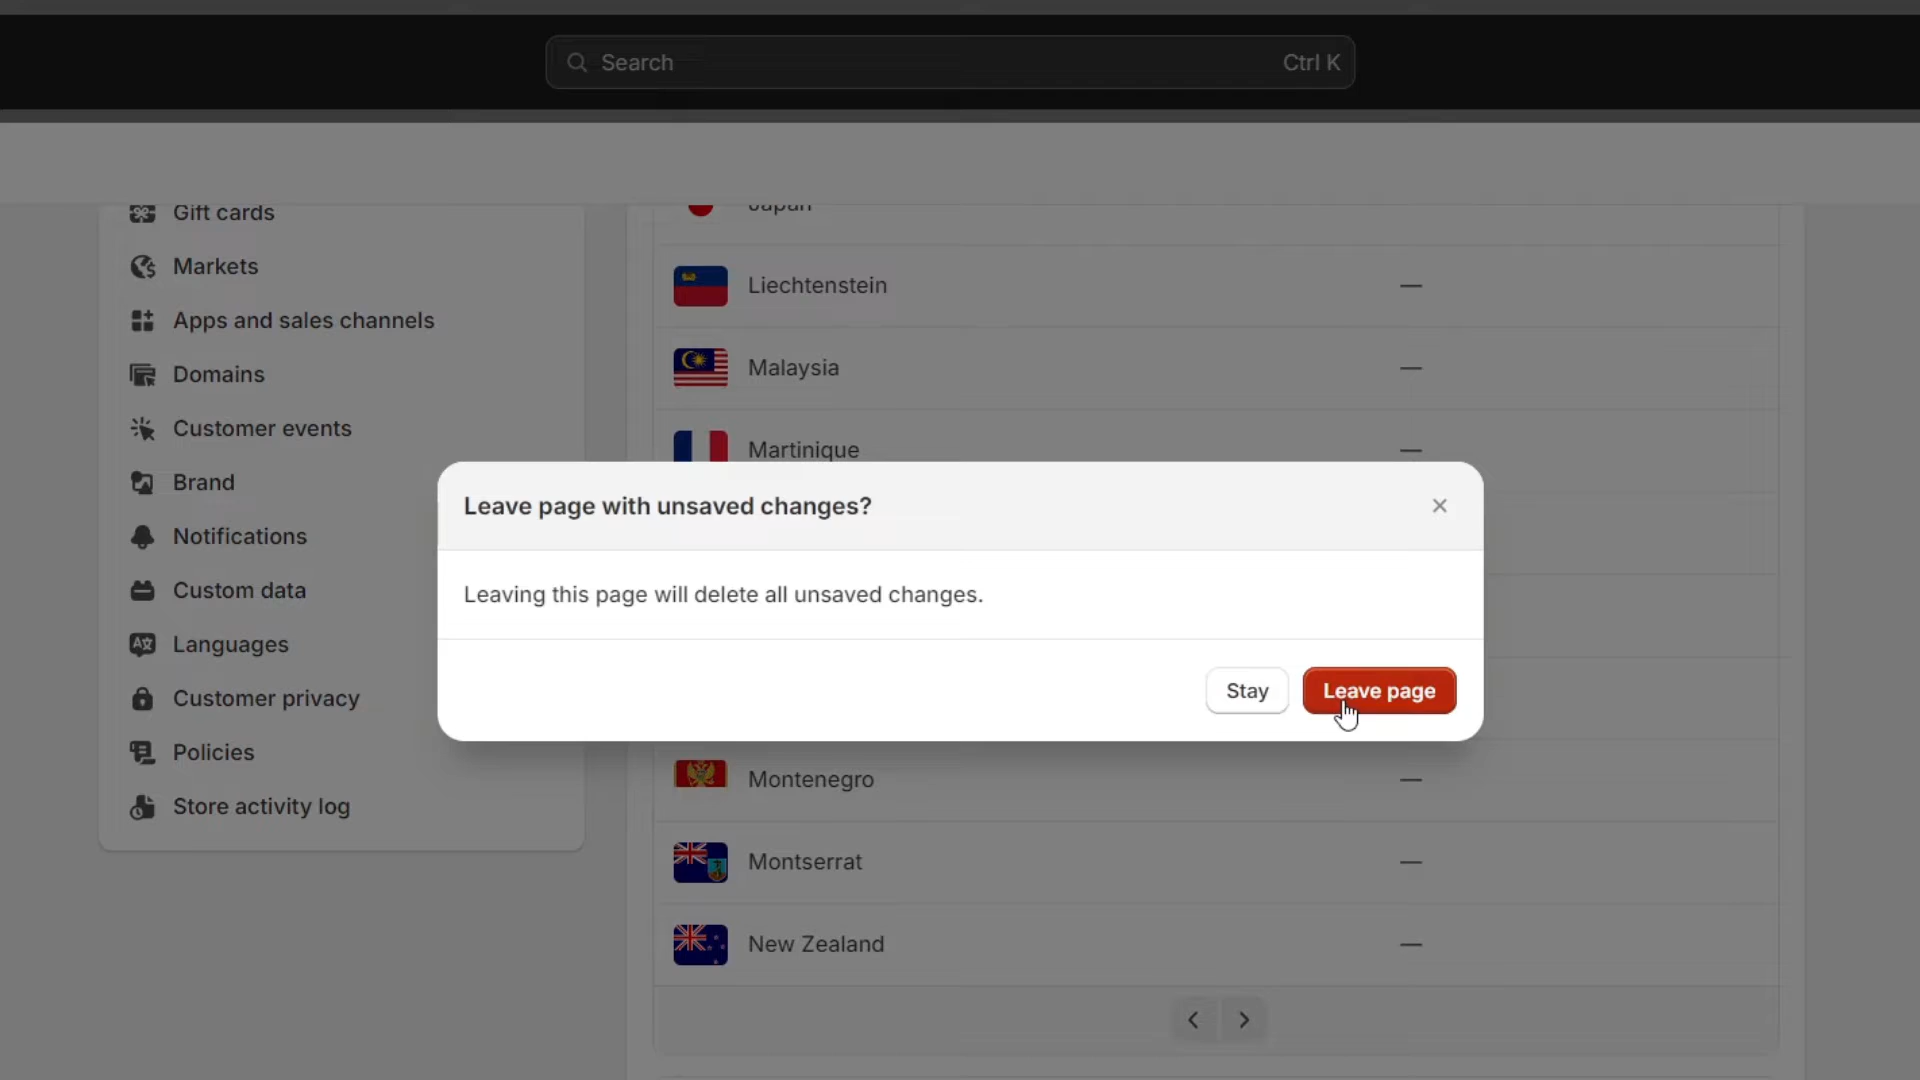 Search
Ctrl K
Gift cards
Markets
Apps and sales channels
Domains
Customer events
Brand
Notifications
Custom data
Languages
Customer privacy
Policies
Store activity log
Japan
Liechtenstein —
Malaysia —
Martinique —
Leave page with unsaved changes?
Leaving this page will delete all unsaved changes.
Stay
Leave page
Montenegro —
Montserrat —
New Zealand —